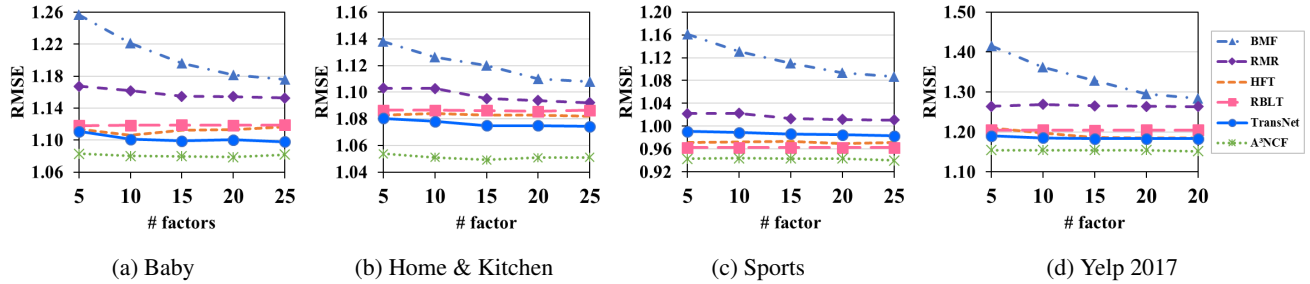 RMSE
1.26
1.22
1.18
1.14
1.10
1.06
5 10 15 20 25
# factors
(a) Baby
RMSE
1.16
1.14
1.12
1.10
1.08
1.06
1.04
5 10 15 20 25
# factor
(b) Home & Kitchen
RMSE
1.20
1.16
1.12
1.08
1.04
1.00
0.96
0.92
5 10 15 20 25
# factor
(c) Sports
RMSE
1.50
1.40
1.30
1.20
1.10
5 10 15 20 20
# factor
(d) Yelp 2017
BMF
RMR
HFT
RBLT
TransNet
A³NCF